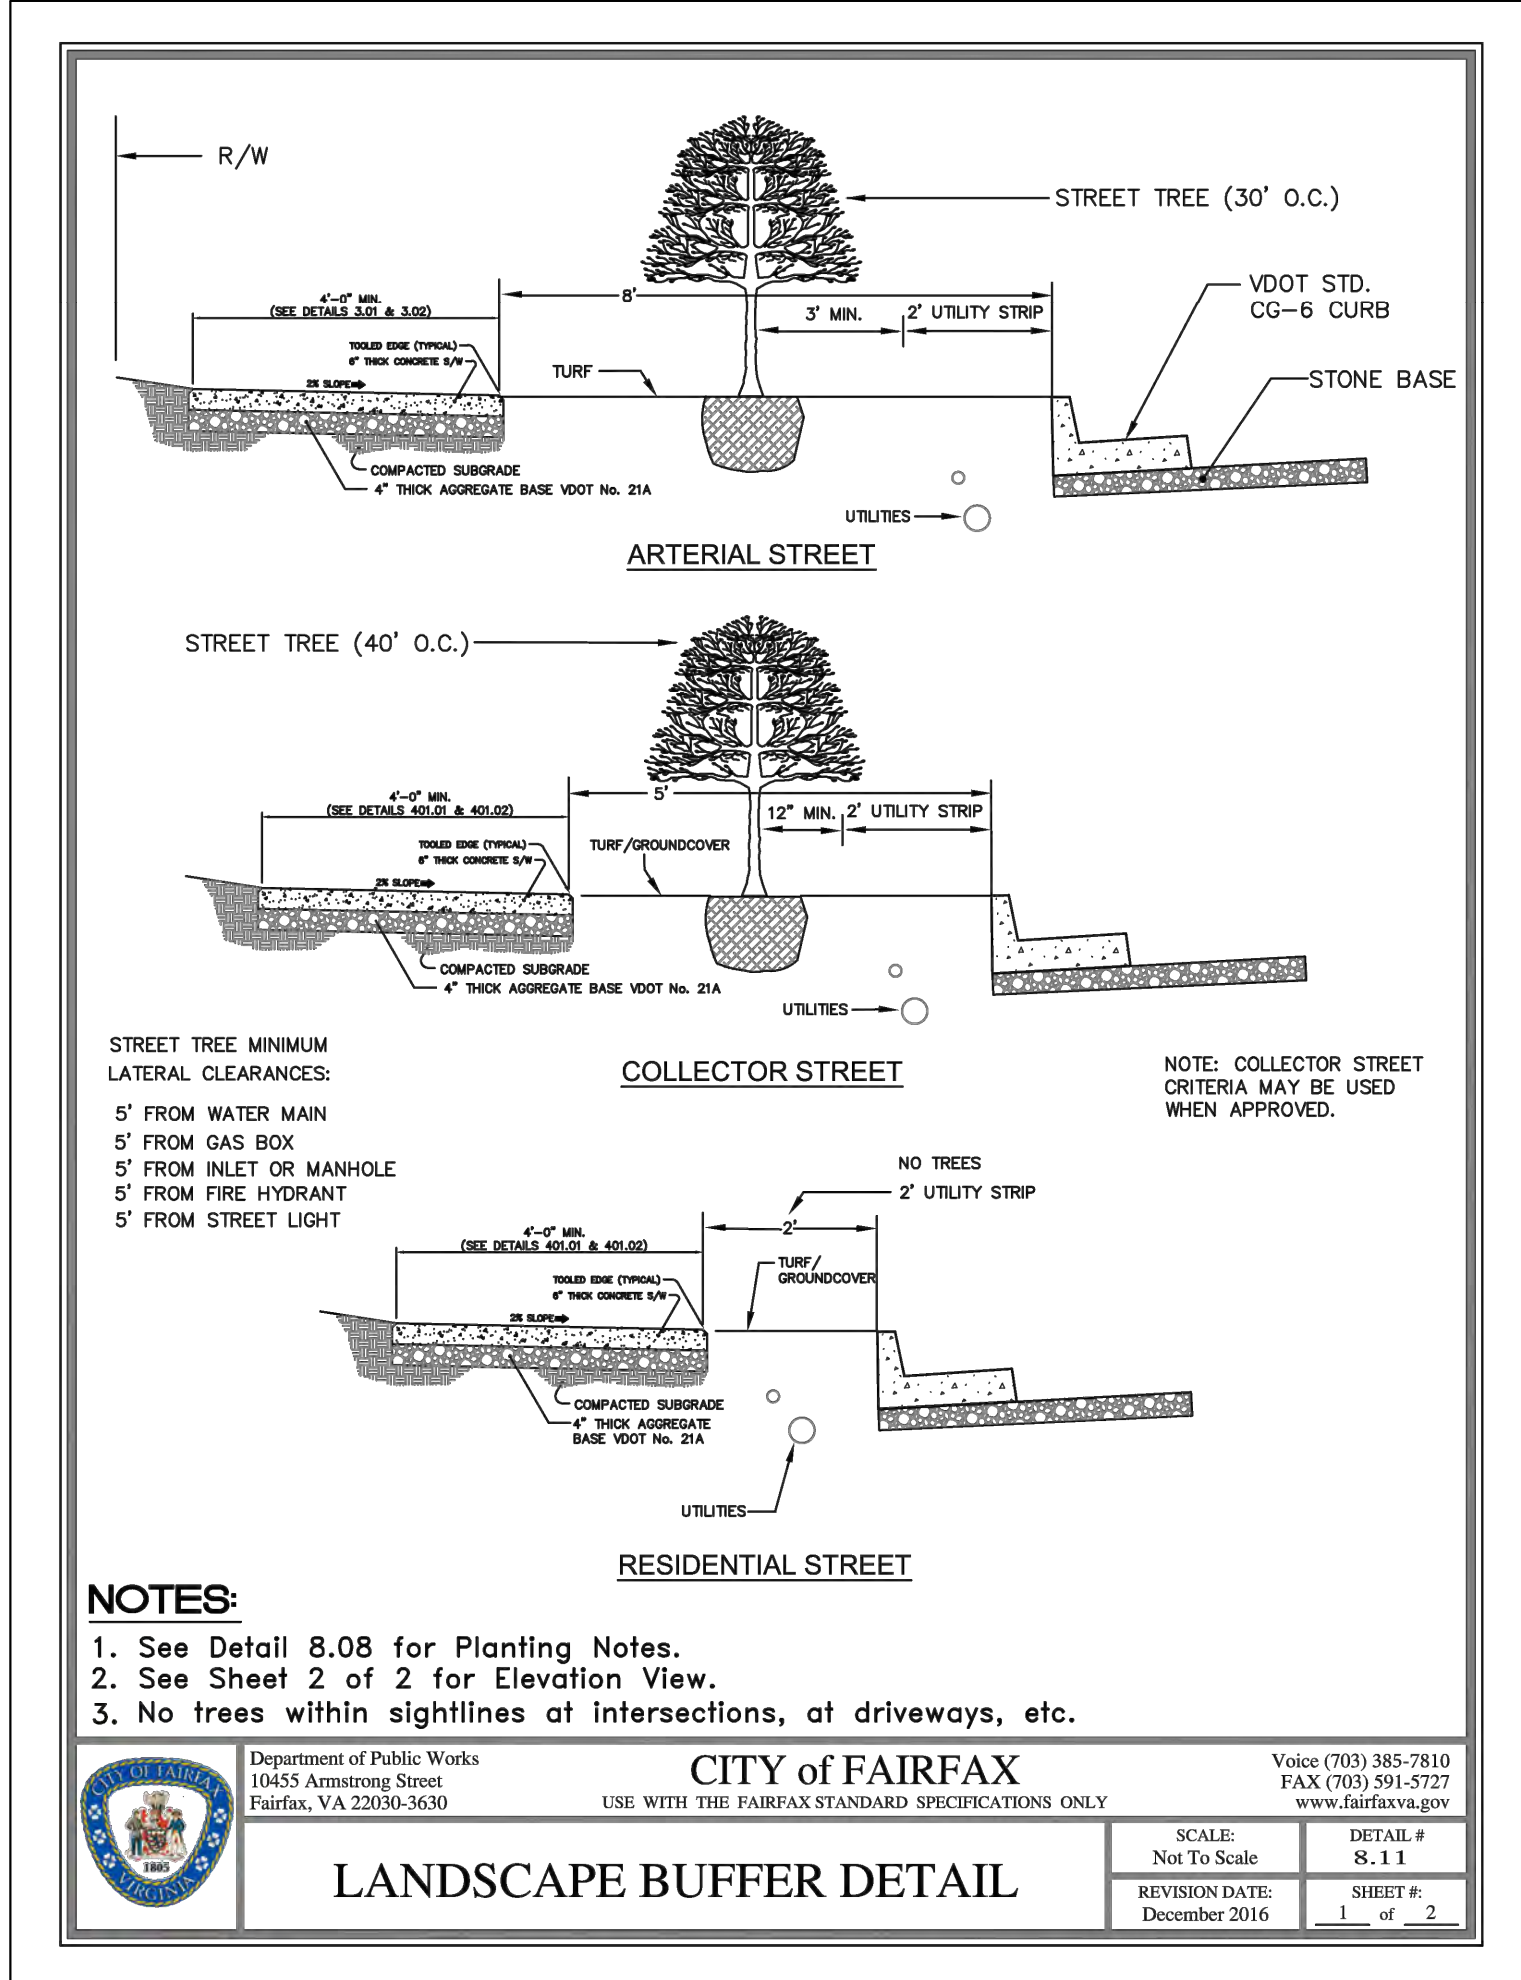 R/W
STREET TREE (30' O.C.)
8'
4'-0" MIN.
(SEE DETAILS 3.01 & 3.02)
3' MIN.
2' UTILITY STRIP
VDOT STD.
CG-6 CURB
TOOLED EDGE (TYPICAL)
6" THICK CONCRETE S/W
2% SLOPE
TURF
STONE BASE
COMPACTED SUBGRADE
4" THICK AGGREGATE BASE VDOT No. 21A
UTILITIES
ARTERIAL STREET
STREET TREE (40' O.C.)
5'
4'-0" MIN.
(SEE DETAILS 401.01 & 401.02)
12" MIN.
2' UTILITY STRIP
TOOLED EDGE (TYPICAL)
6" THICK CONCRETE S/W
2% SLOPE
TURF/GROUNDCOVER
COMPACTED SUBGRADE
4" THICK AGGREGATE BASE VDOT No. 21A
UTILITIES
COLLECTOR STREET
STREET TREE MINIMUM
LATERAL CLEARANCES:
5' FROM WATER MAIN
5' FROM GAS BOX
5' FROM INLET OR MANHOLE
5' FROM FIRE HYDRANT
5' FROM STREET LIGHT
NOTE: COLLECTOR STREET
CRITERIA MAY BE USED
WHEN APPROVED.
NO TREES
2' UTILITY STRIP
2'
4'-0" MIN.
(SEE DETAILS 401.01 & 401.02)
TOOLED EDGE (TYPICAL)
6" THICK CONCRETE S/W
2% SLOPE
TURF/
GROUNDCOVER
COMPACTED SUBGRADE
4" THICK AGGREGATE
BASE VDOT No. 21A
UTILITIES
RESIDENTIAL STREET
NOTES:
1. See Detail 8.08 for Planting Notes.
2. See Sheet 2 of 2 for Elevation View.
3. No trees within sightlines at intersections, at driveways, etc.
CITY OF FAIRFAX
1805
VIRGINIA
Department of Public Works
10455 Armstrong Street
Fairfax, VA 22030-3630
CITY of FAIRFAX
USE WITH THE FAIRFAX STANDARD SPECIFICATIONS ONLY
Voice (703) 385-7810
FAX (703) 591-5727
www.fairfaxva.gov
LANDSCAPE BUFFER DETAIL
SCALE:
Not To Scale
DETAIL #
8.11
REVISION DATE:
December 2016
SHEET #:
1 of 2